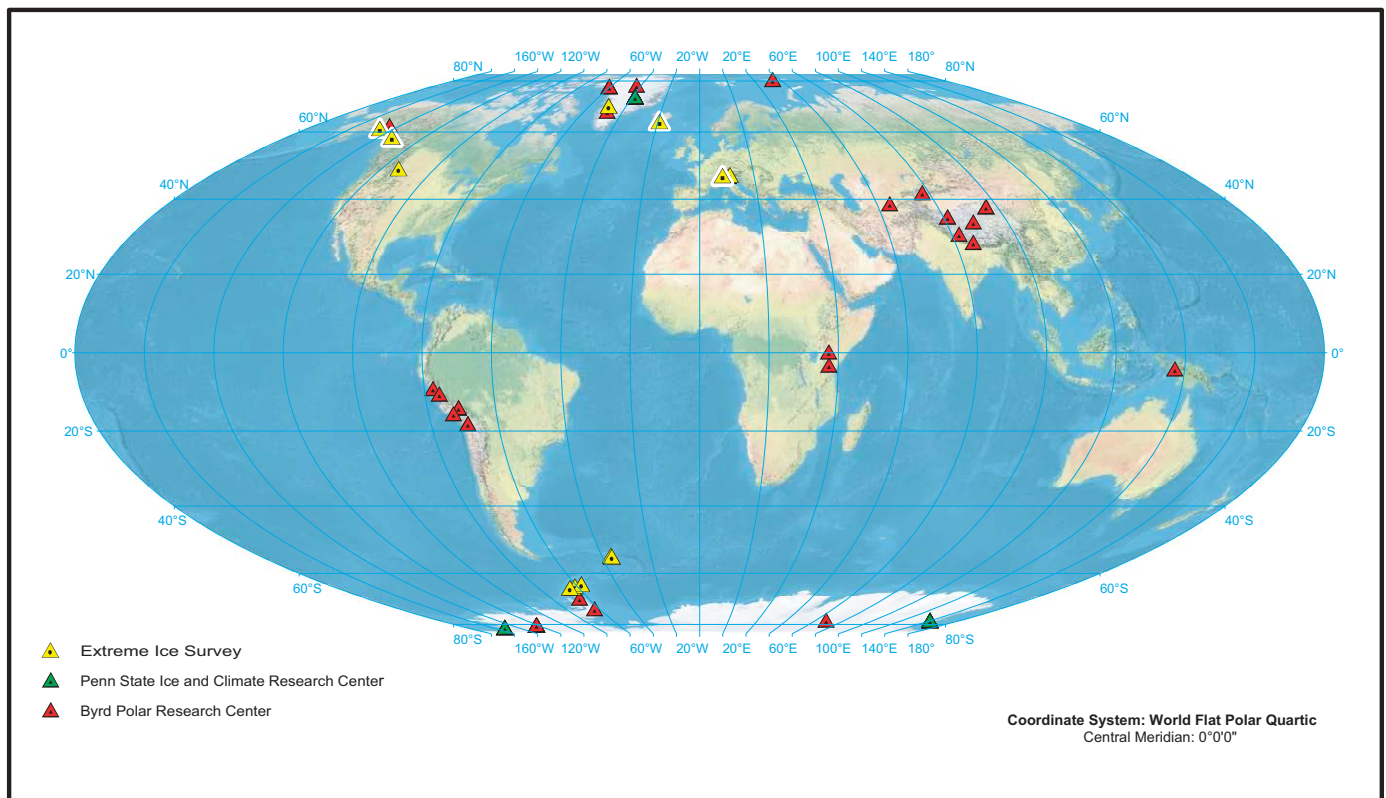 160°W 120°W 60°W 20°W 20°E 60°E 100°E 140°E 180°
80°N 80°N
60°N 60°N
40°N 40°N
20°N 20°N
0° 0°
20°S 20°S
40°S 40°S
60°S 60°S
80°S 80°S
160°W 120°W 60°W 20°W 20°E 60°E 100°E 140°E 180°
Extreme Ice Survey
Penn State Ice and Climate Research Center
Byrd Polar Research Center
Coordinate System: World Flat Polar Quartic
Central Meridian: 0°0'0"